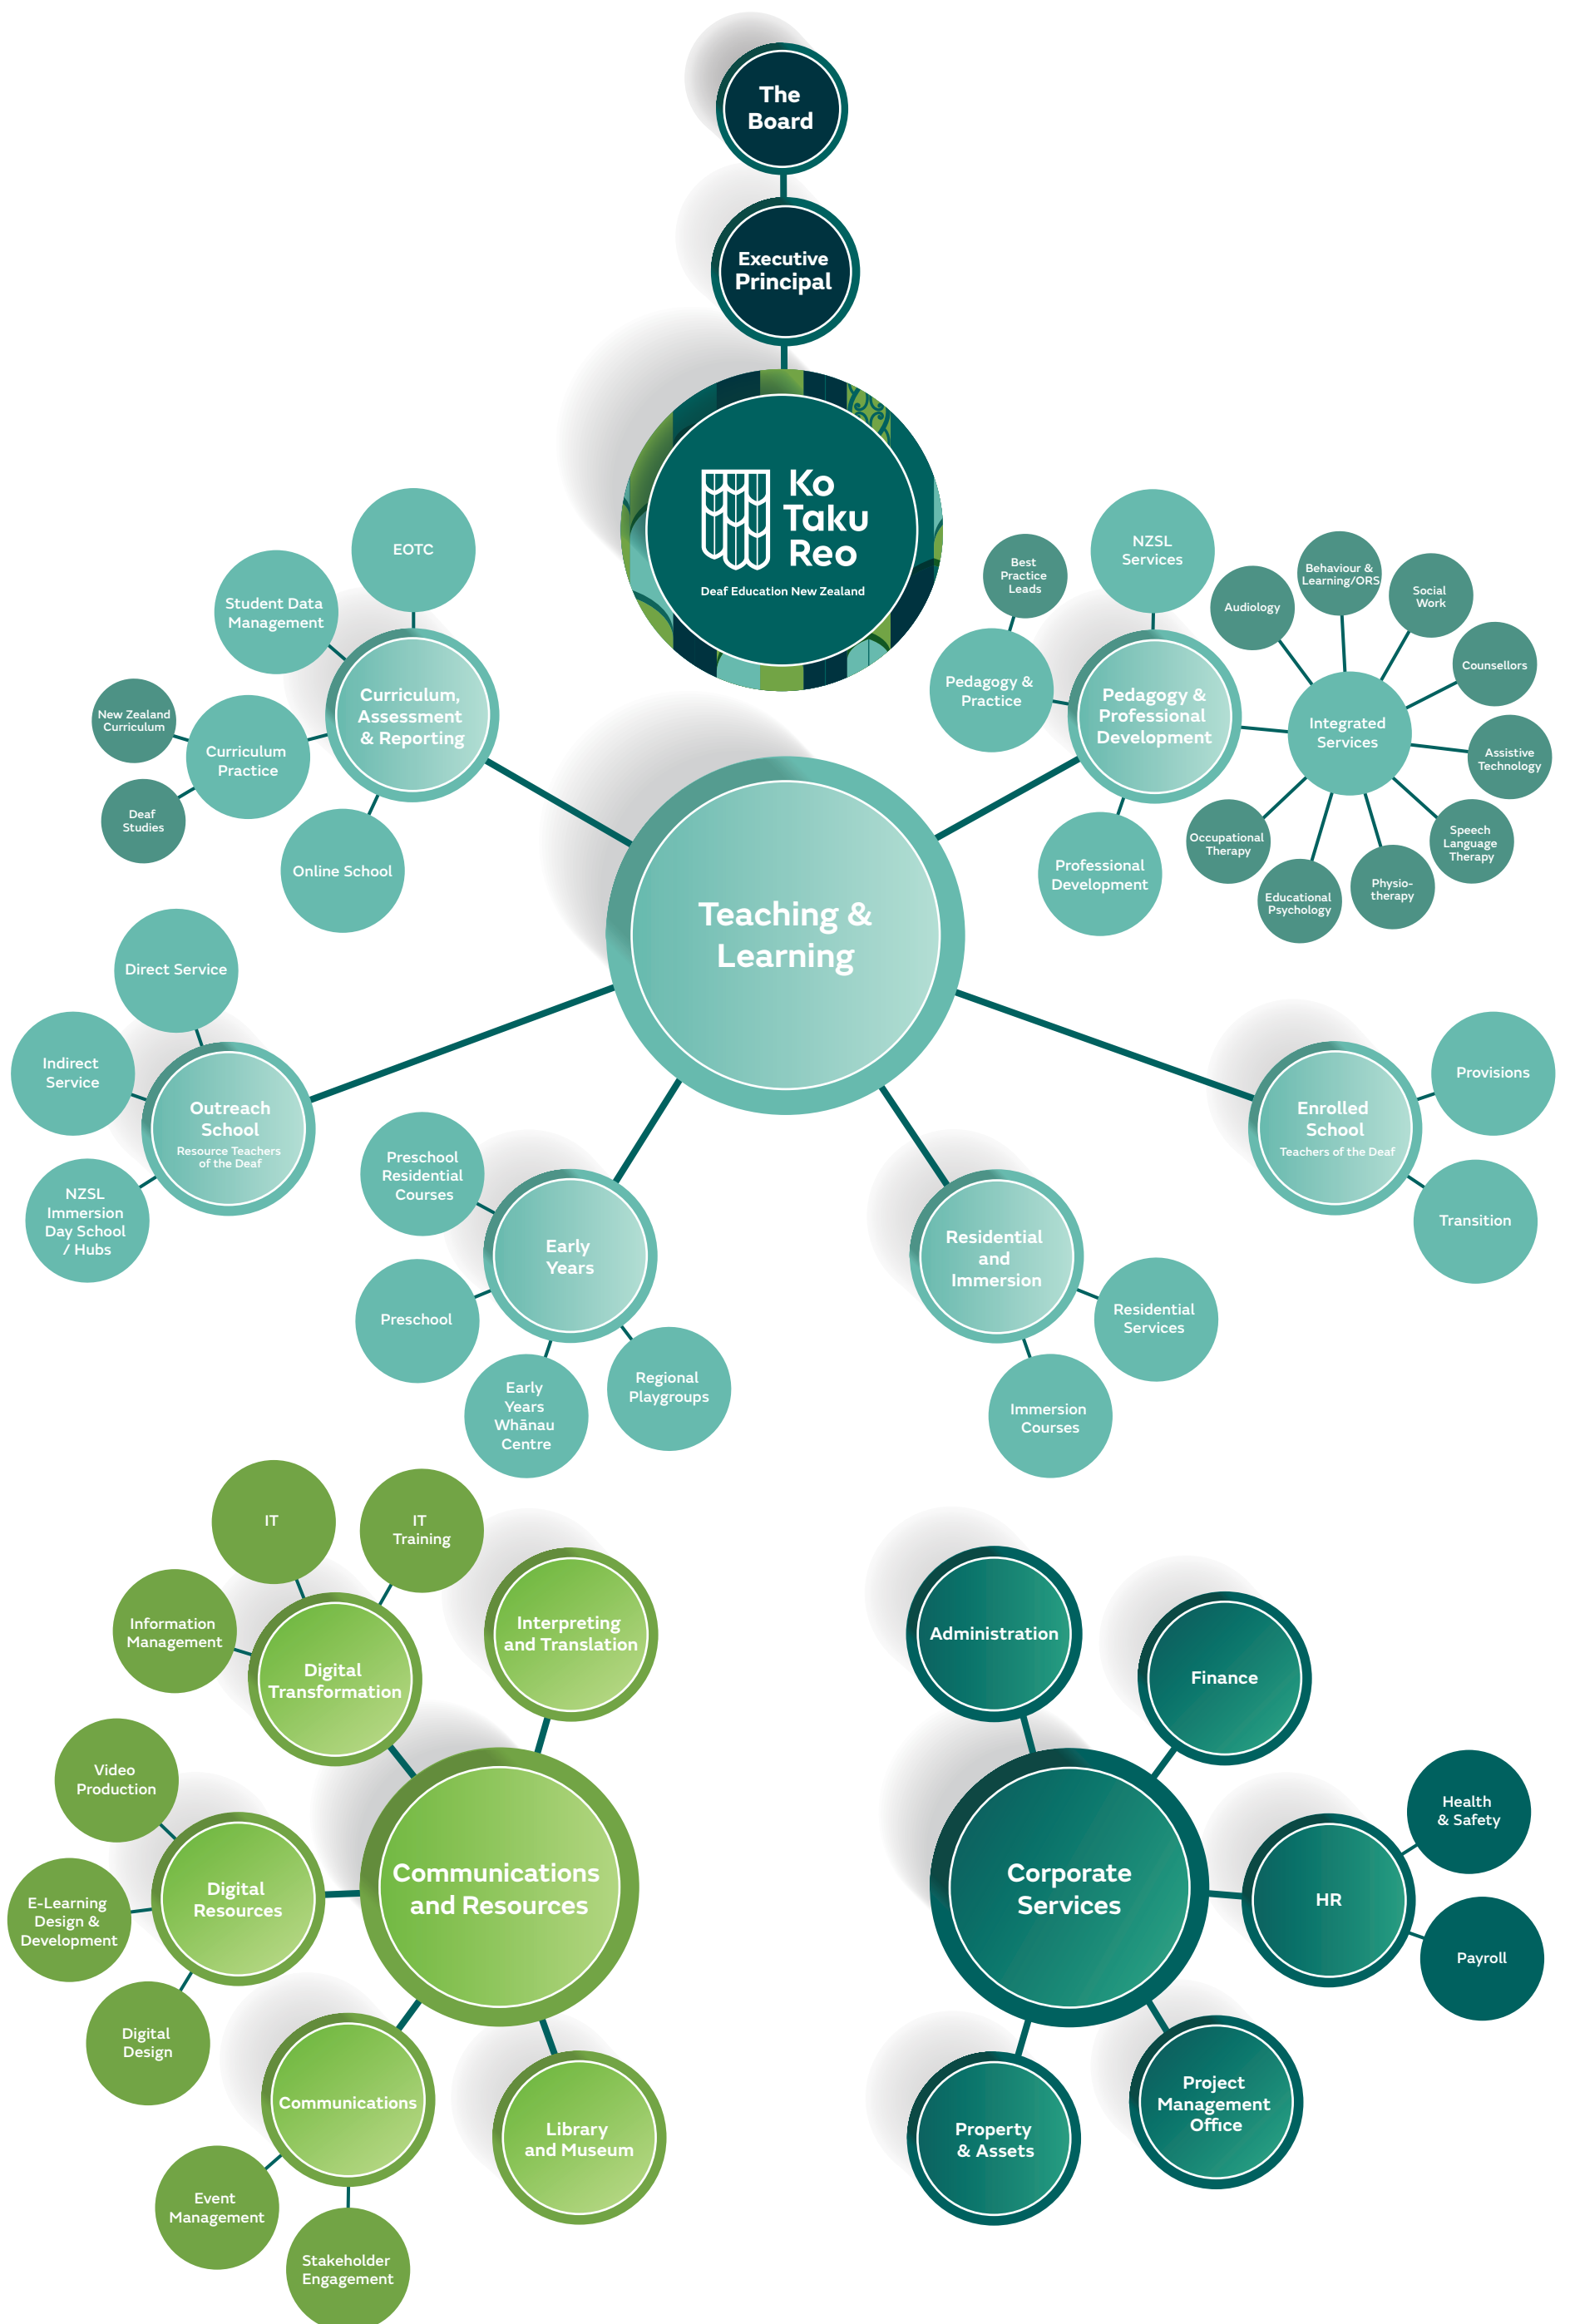 The
Board
Executive
Principal
Ko
Taku
Reo
Deaf Education New Zealand
EOTC
Student Data
Management
Curriculum,
Assessment
& Reporting
New Zealand
Curriculum
Curriculum
Practice
Deaf
Studies
Online School
NZSL
Services
Best
Practice
Leads
Pedagogy &
Practice
Pedagogy &
Professional
Development
Professional
Development
Integrated
Services
Audiology
Behaviour &
Learning/ORS
Social
Work
Counsellors
Assistive
Technology
Speech
Language
Therapy
Physio-
therapy
Educational
Psychology
Occupational
Therapy
Teaching &
Learning
Direct Service
Indirect
Service
Outreach
School
Resource Teachers
of the Deaf
NZSL
Immersion
Day School
/ Hubs
Preschool
Residential
Courses
Early
Years
Preschool
Early
Years
Whānau
Centre
Regional
Playgroups
Residential
and
Immersion
Residential
Services
Immersion
Courses
Enrolled
School
Teachers of the Deaf
Provisions
Transition
IT
IT
Training
Information
Management
Digital
Transformation
Interpreting
and Translation
Video
Production
Digital
Resources
E-Learning
Design &
Development
Digital
Design
Communications
and Resources
Communications
Library
and Museum
Event
Management
Stakeholder
Engagement
Administration
Finance
Corporate
Services
HR
Health
& Safety
Payroll
Project
Management
Office
Property
& Assets